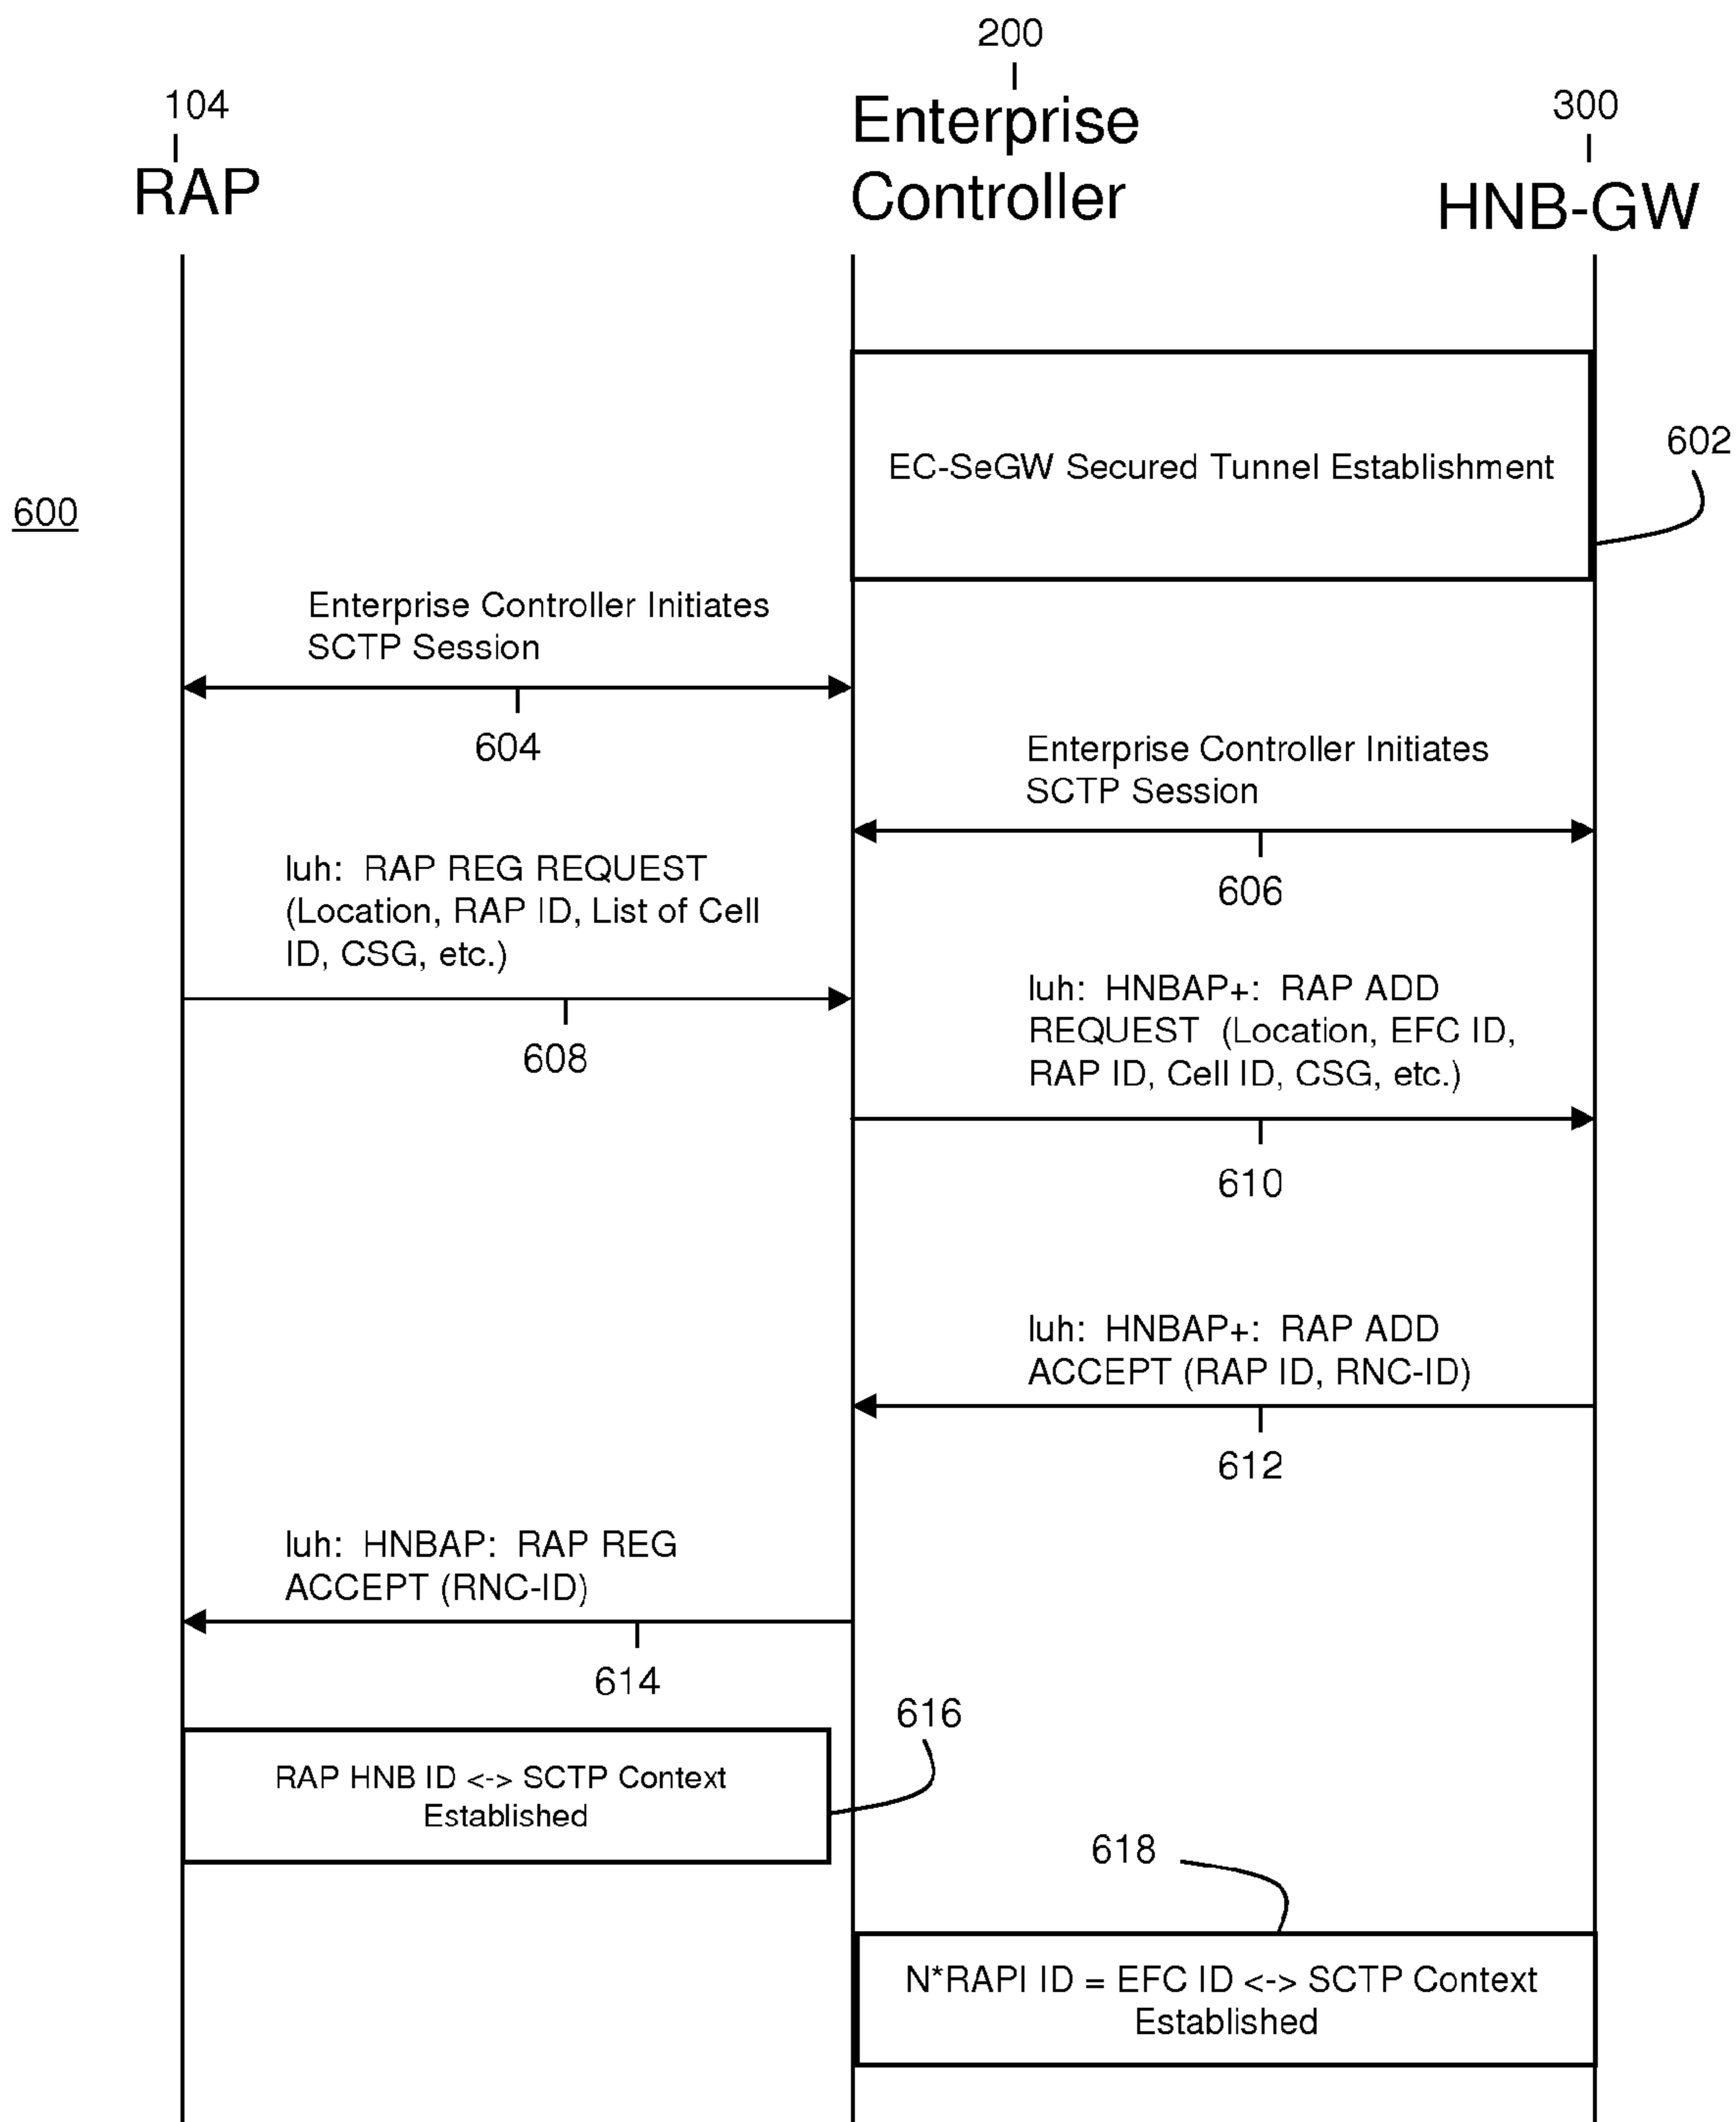 200
104
Enterprise
Controller
300
RAP
HNB-GW
602
EC-SeGW Secured Tunnel Establishment
600
Enterprise Controller Initiates
SCTP Session
604
Enterprise Controller Initiates
SCTP Session
606
Iuh: RAP REG REQUEST
(Location, RAP ID, List of Cell
ID, CSG, etc.)
608
Iuh: HNBAP+: RAP ADD
REQUEST (Location, EFC ID,
RAP ID, Cell ID, CSG, etc.)
610
Iuh: HNBAP+: RAP ADD
ACCEPT (RAP ID, RNC-ID)
612
Iuh: HNBAP: RAP REG
ACCEPT (RNC-ID)
614
616
RAP HNB ID <-> SCTP Context
Established
618
N*RAPI ID = EFC ID <-> SCTP Context
Established